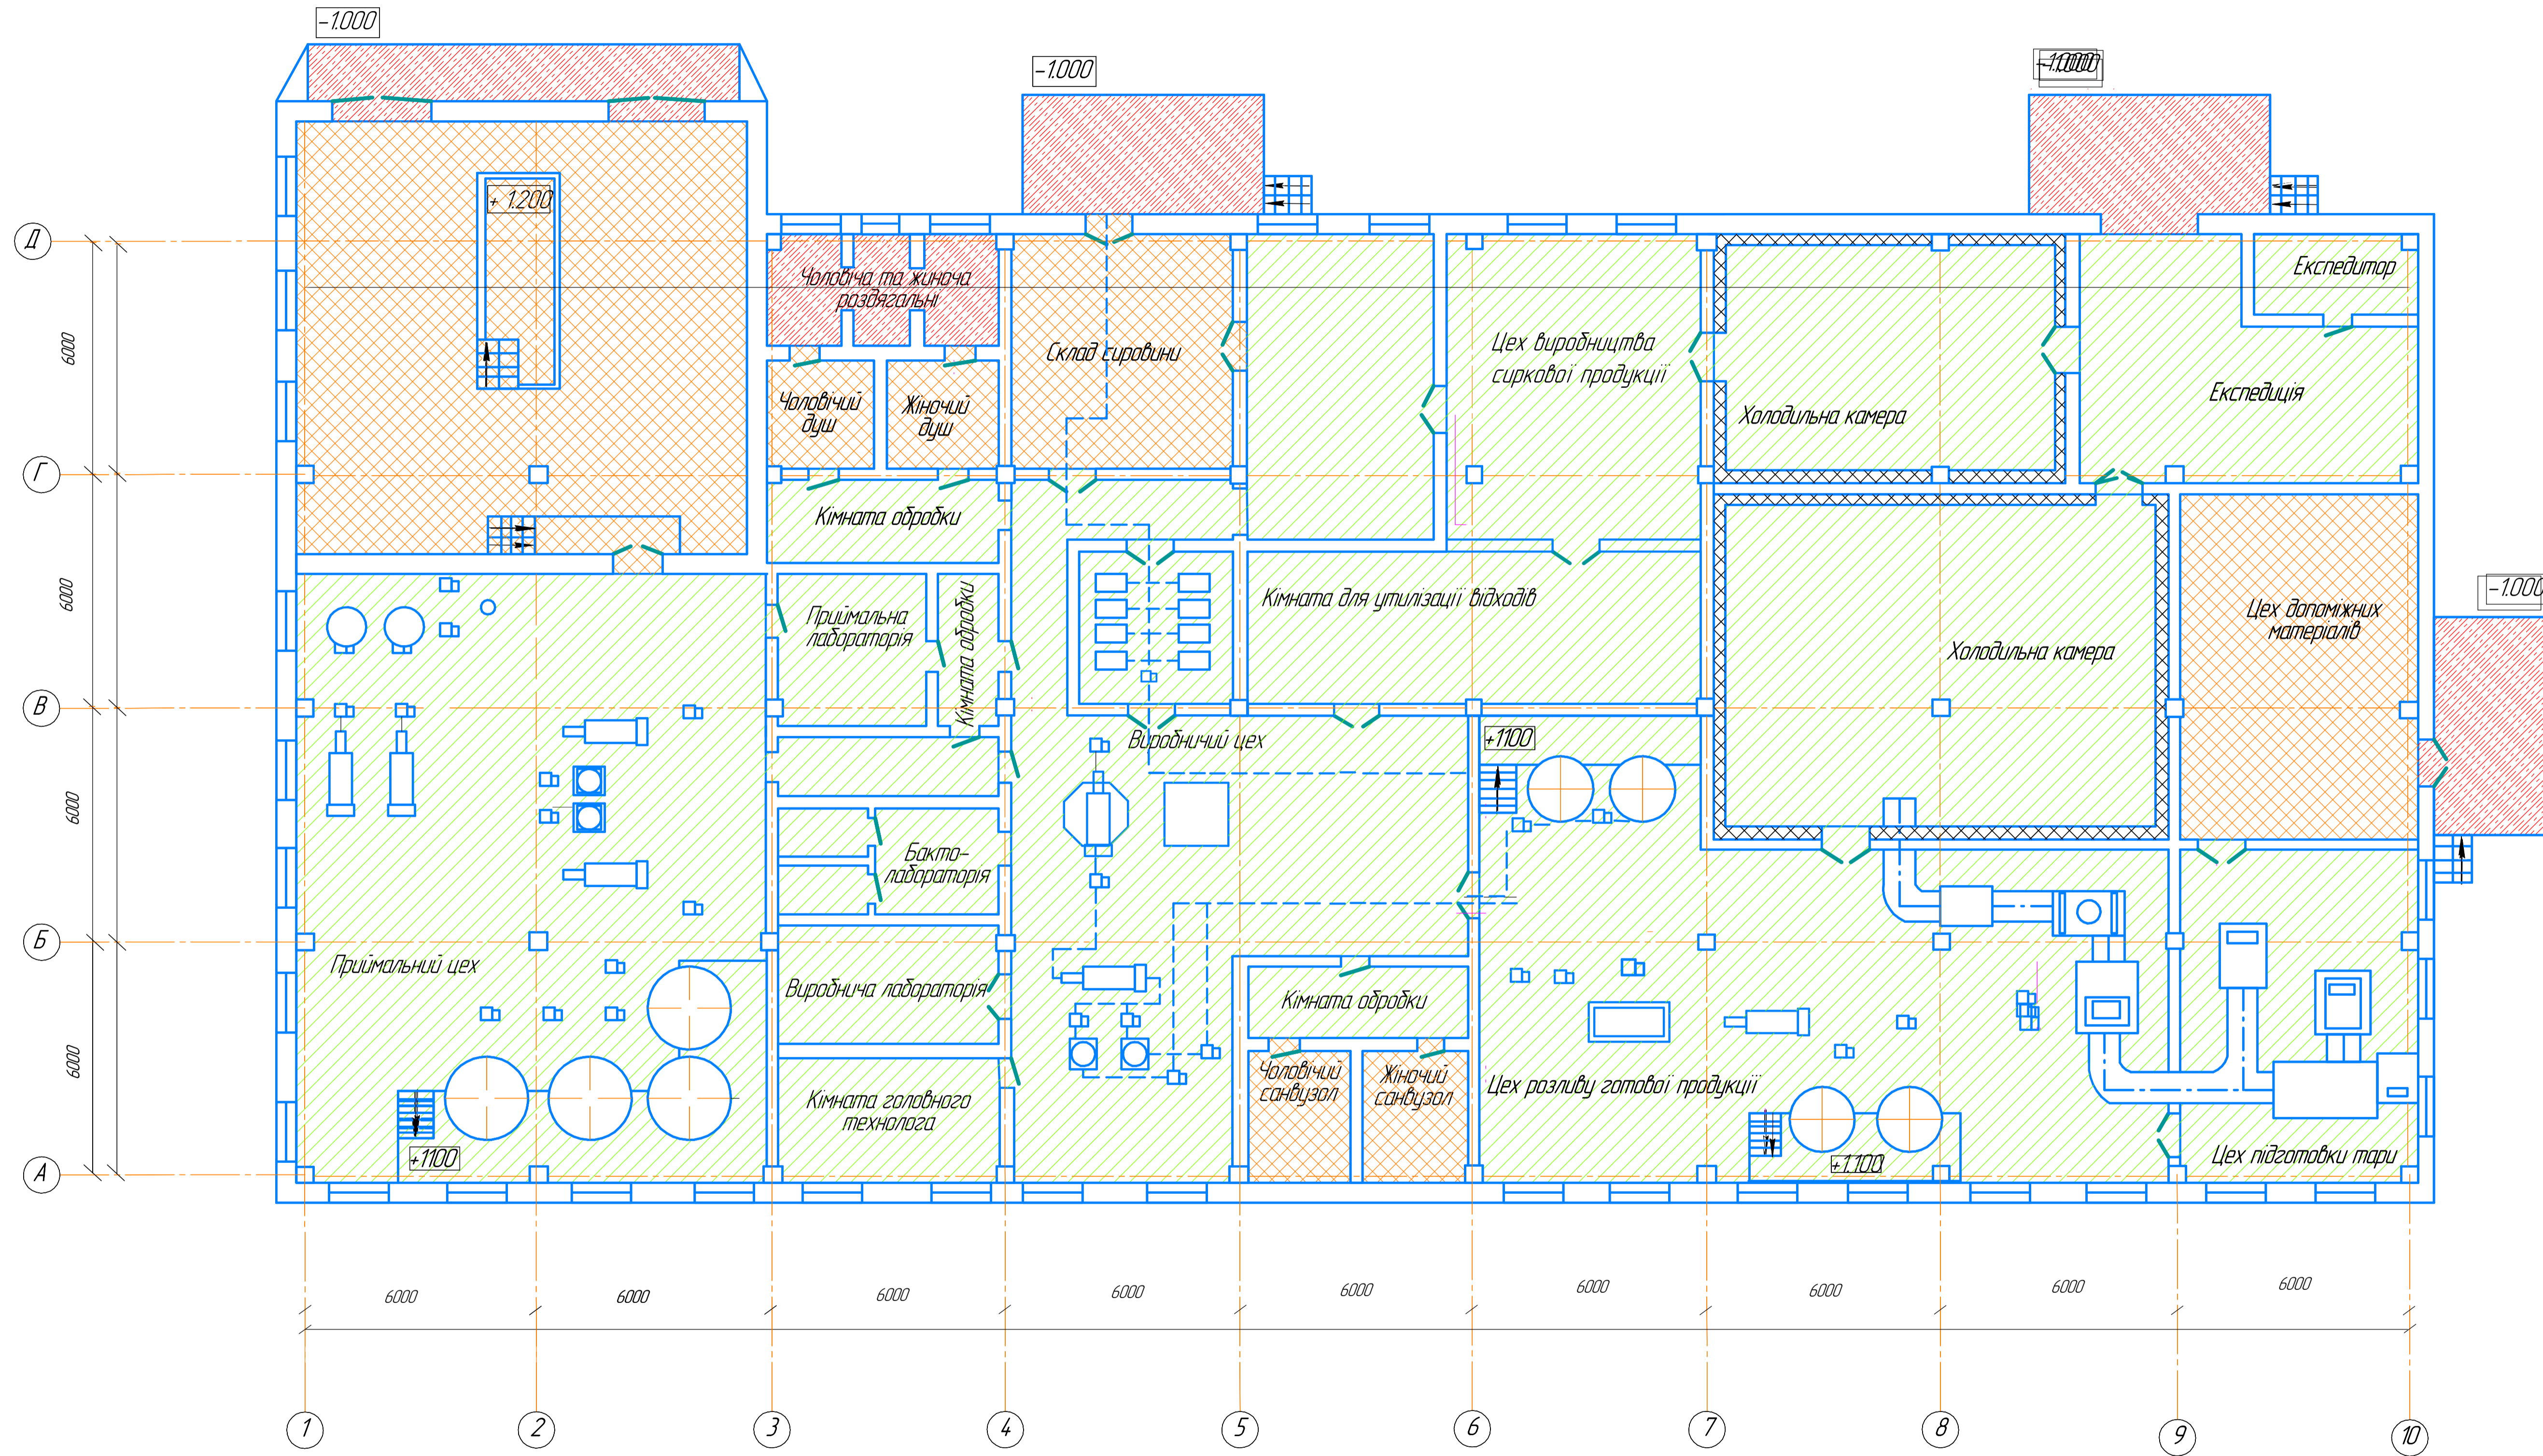 -1.000
-1.000
-1.000
+ 1.200
Д
Г
В
Б
А
6000
6000
6000
6000
Чоловіча та жиноча
роздягальні
Чоловічий
душ
Жіночий
душ
Склад сировини
Цех виробництва
сиркової продукції
Холодильна камера
Експедитор
Експедиція
Кімната обробки
Приймальна
лабораторія
Кімната обробки
Кімната для утилізації відходів
Холодильна камера
Цех допоміжних
матеріалів
-1.000
Виробничий цех
+1100
Бакто-
лабораторія
Приймальний цех
Виробнича лабораторія
Кімната обробки
Чоловічий
санвузол
Жіночий
санвузол
Цех розливу готової продукції
Кімната головного
технолога
+1100
+1.100
Цех підготовки тари
6000
6000
6000
6000
6000
6000
6000
6000
6000
1
2
3
4
5
6
7
8
9
10